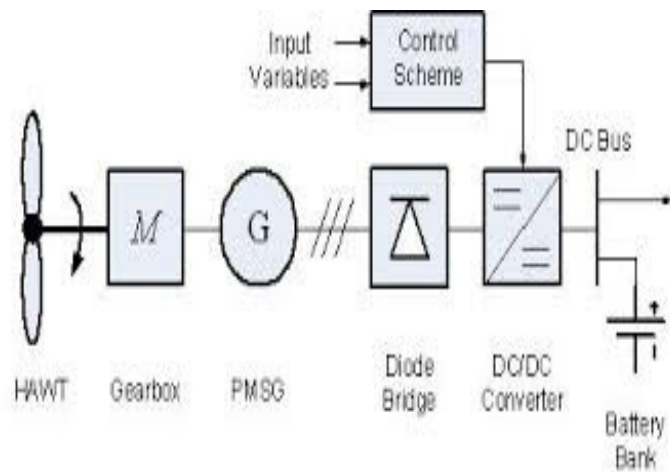 Input
Variables
Control
Scheme
DC Bus
M
G
+
HAWT
Gearbox
PMSG
Diode
Bridge
DC/DC
Converter
Battery
Bank